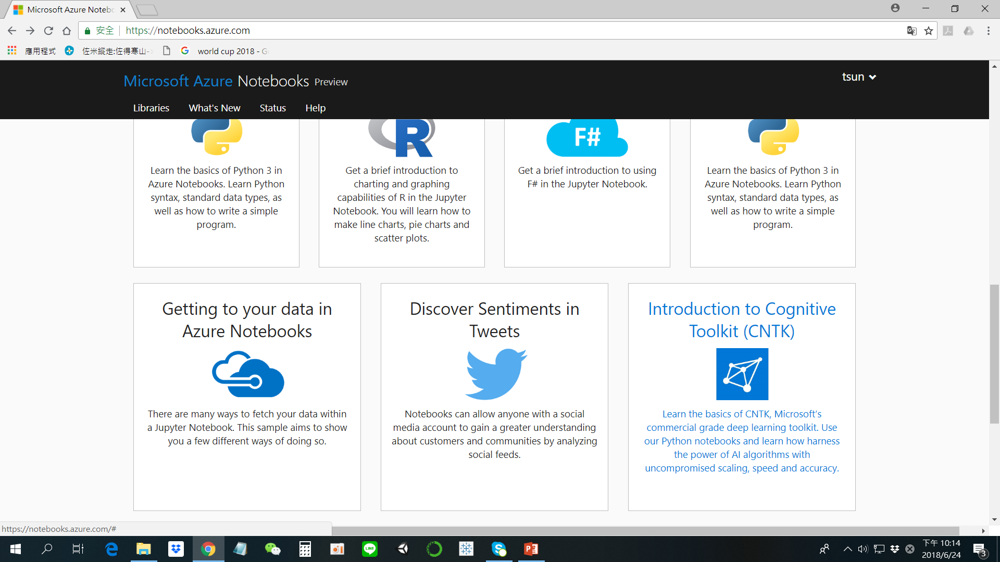 Microsoft Azure Noteb
安全
https://notebooks.azure.com
應用程式
佐米縱走:佐得寒山-
world cup 2018 - G
Microsoft Azure Notebooks Preview
tsun
Libraries
What's New
Status
Help
R
F#
Learn the basics of Python 3 in
Azure Notebooks. Learn Python
syntax, standard data types, as
well as how to write a simple
program.
Get a brief introduction to
charting and graphing
capabilities of R in the Jupyter
Notebook. You will learn how to
make line charts, pie charts and
scatter plots.
Get a brief introduction to using
F# in the Jupyter Notebook.
Learn the basics of Python 3 in
Azure Notebooks. Learn Python
syntax, standard data types, as
well as how to write a simple
program.
Getting to your data in
Azure Notebooks
There are many ways to fetch your data within
a Jupyter Notebook. This sample aims to show
you a few different ways of doing so.
Discover Sentiments in
Tweets
Notebooks can allow anyone with a social
media account to gain a greater understanding
about customers and communities by analyzing
social feeds.
Introduction to Cognitive
Toolkit (CNTK)
Learn the basics of CNTK, Microsoft's
commercial grade deep learning toolkit. Use
our Python notebooks and learn how harness
the power of AI algorithms with
uncompromised scaling, speed and accuracy.
https://notebooks.azure.com/#
LINE
下午 10:14
2018/6/24
3